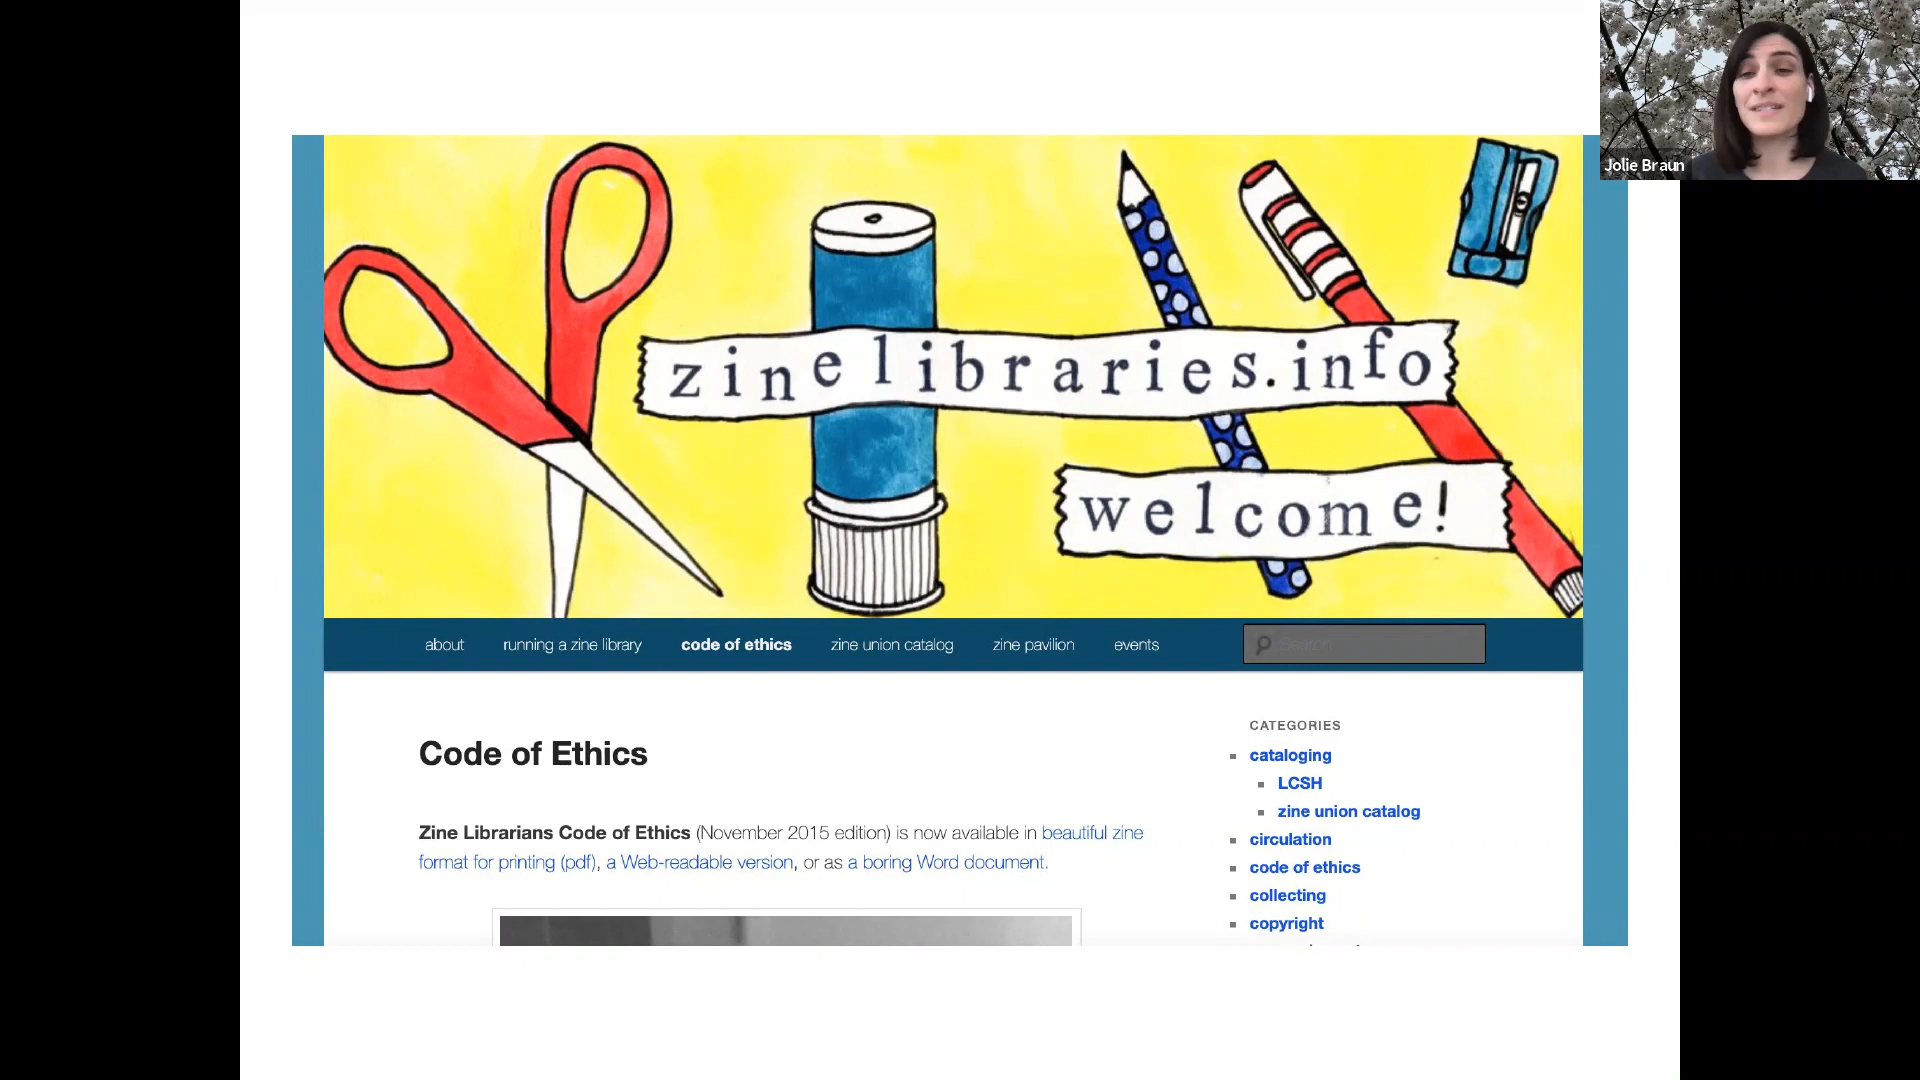 Jolie Braun
zinelibraries.info
welcome!
about running a zine library code of ethics zine union catalog zine pavilion events Search
Code of Ethics
Zine Librarians Code of Ethics (November 2015 edition) is now available in beautiful zine
format for printing (pdf), a Web-readable version, or as a boring Word document.
CATEGORIES
cataloging
LCSH
zine union catalog
circulation
code of ethics
collecting
copyright